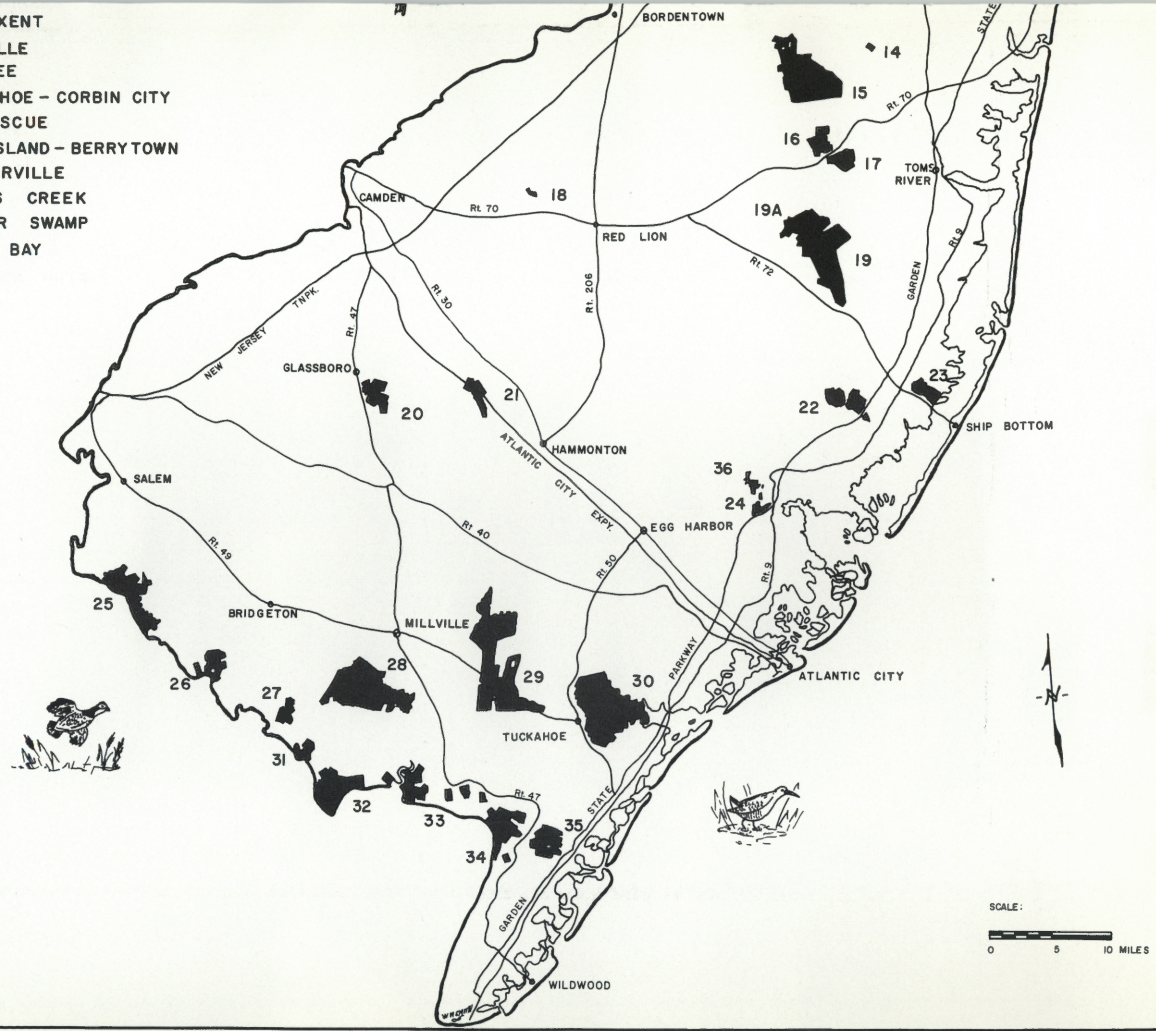 XENT
LLE
EE
HOE – CORBIN CITY
SCUE
SLAND – BERRYTOWN
RVILLE
S CREEK
R SWAMP
BAY
BORDENTOWN
STATE
14
15
Rt. 70
16
17
TOMS
RIVER
CAMDEN
18
Rt. 70
RED LION
19A
19
Rt. 9
Rt. 72
GARDEN
Rt. 30
Rt. 206
NEW JERSEY TNPK.
Rt. 47
GLASSBORO
20
21
23
22
SHIP BOTTOM
ATLANTIC CITY EXPY.
HAMMONTON
SALEM
36
24
EGG HARBOR
Rt. 40
Rt. 49
Rt. 50
Rt. 9
25
BRIDGETON
MILLVILLE
28
PARKWAY
26
29
30
ATLANTIC CITY
-N-
27
TUCKAHOE
31
32
33
Rt. 47
STATE
35
34
GARDEN
SCALE:
0 5 10 MILES
WILDWOOD